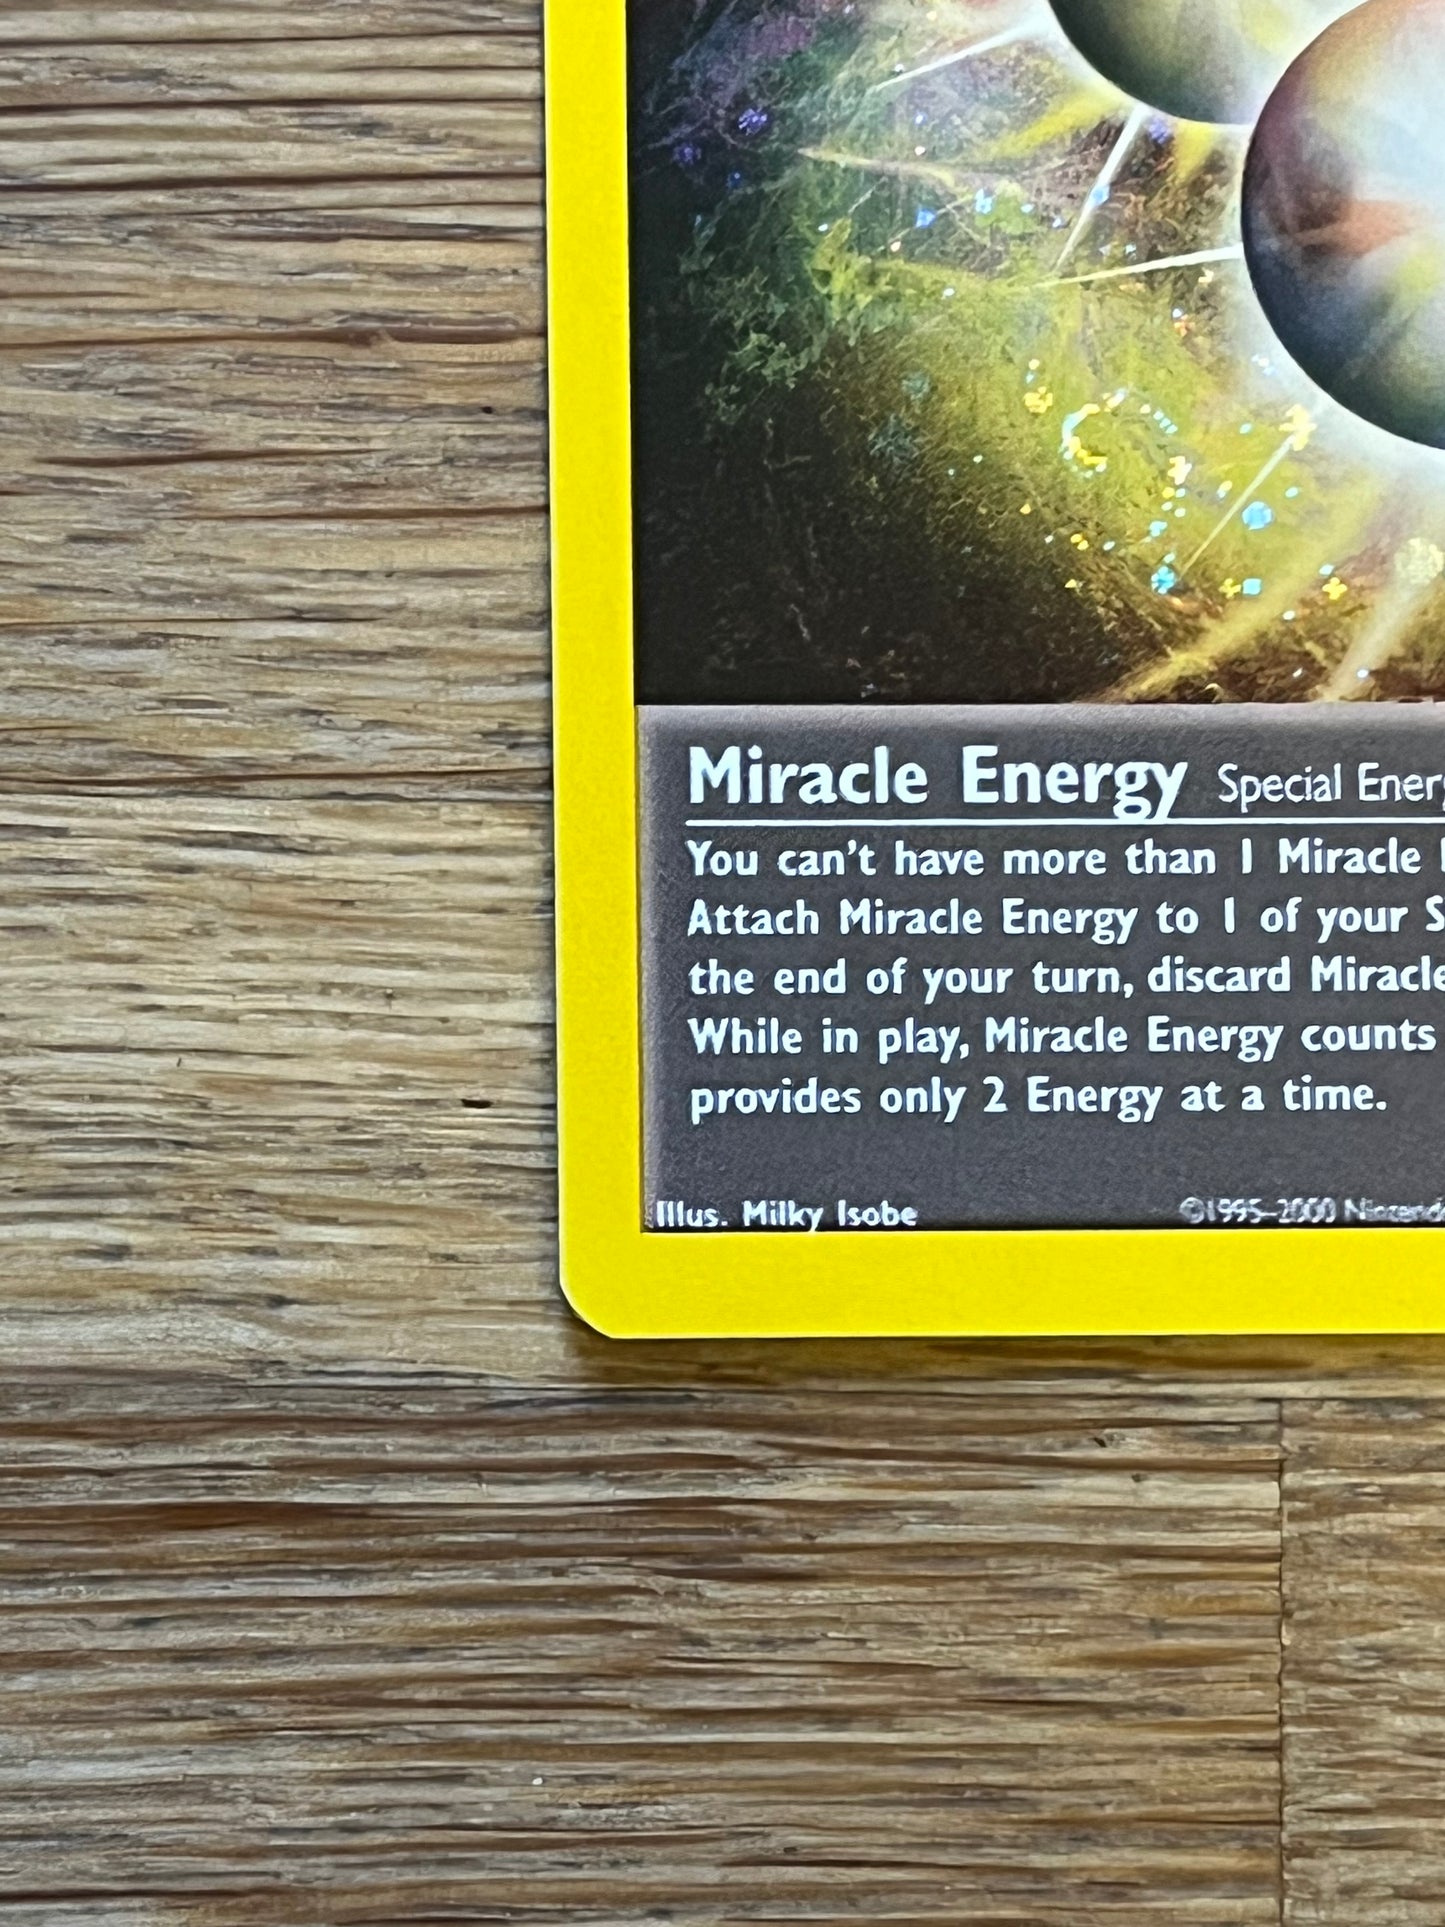 Miracle Energy Special Energy
You can't have more than 1 Miracle
Attach Miracle Energy to 1 of your S
the end of your turn, discard Miracle
While in play, Miracle Energy counts
provides only 2 Energy at a time.
Illus. Milky Isobe ©1995–2000 Nintendo